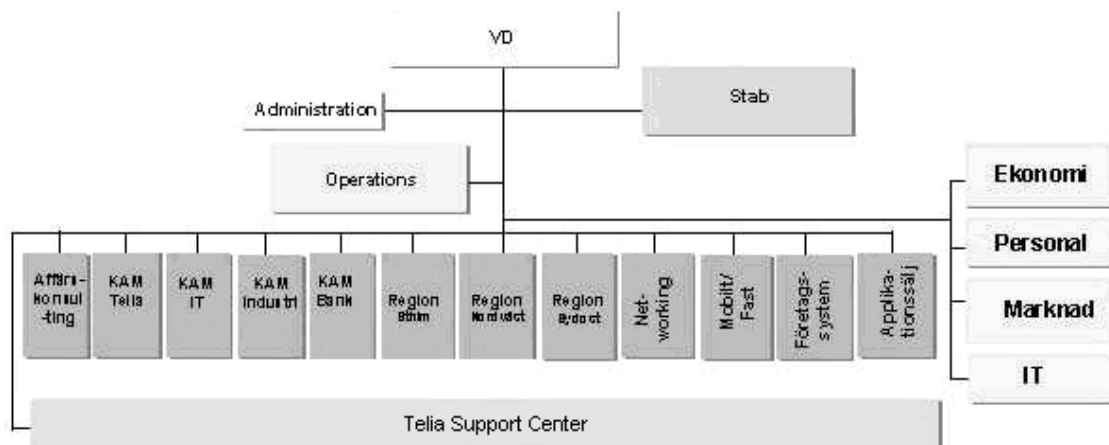 VD
Administration
Stab
Operations
Ekonomi
Personal
Marknad
IT
Affärs-
konsul
-ting
KAM
Telia
KAM
IT
KAM
Industri
KAM
Bank
Region
Sthlm
Region
Nordväst
Region
Sydost
Net-
working
Mobilt/
Fast
Företags-
system
Applika-
tionssälj
Telia Support Center